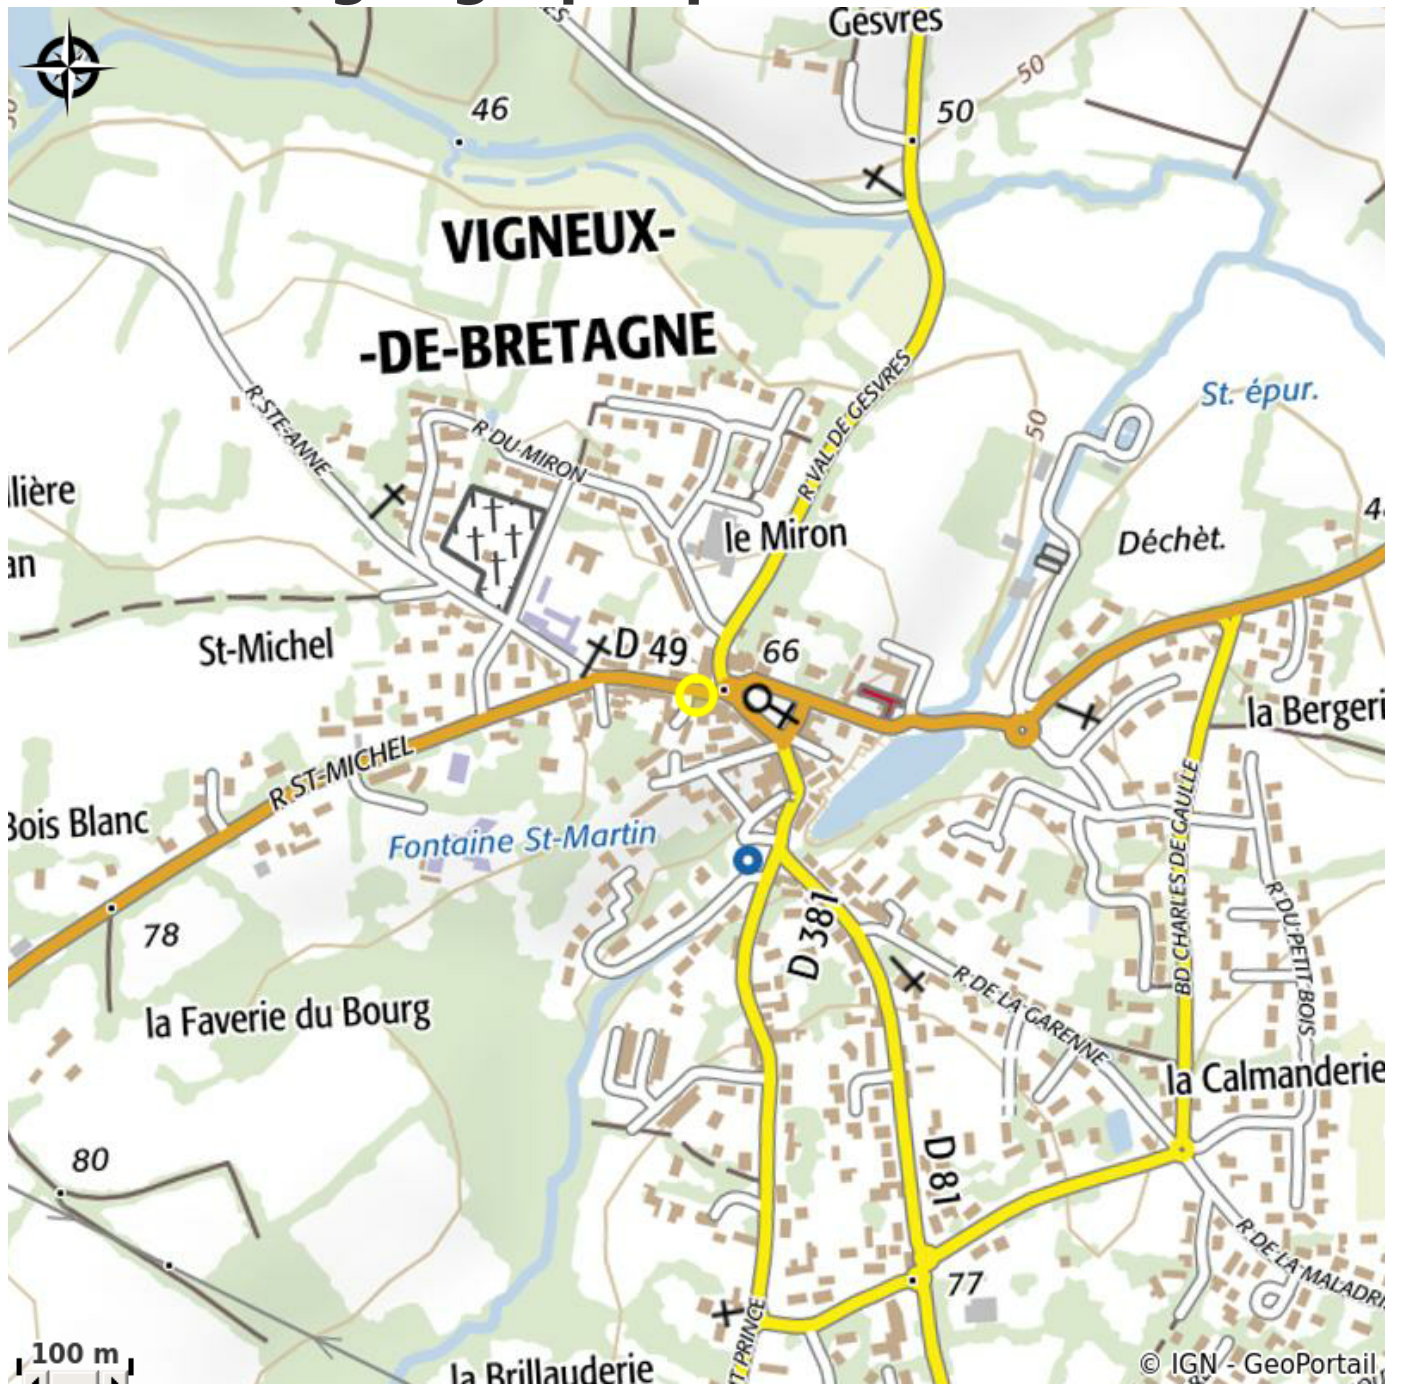 Gesvres
46
50
50
VIGNEUX-
-DE-BRETAGNE
R VAL DE GESVRES
St. épur.
50
R STE-ANNE
R DU MIRON
lière
le Miron
Déchèt.
an
St-Michel
D 49
66
la Bergeri
R ST-MICHEL
Bois Blanc
Fontaine St-Martin
BD CHARLES DE GAULLE
R DU PETIT BOIS
D 381
78
R DE LA GARENNE
la Faverie du Bourg
la Calmanderie
80
D 81
R DE LA MALADRI
77
T PRINCE
100 m
la Brillauderie
© IGN - GeoPortail